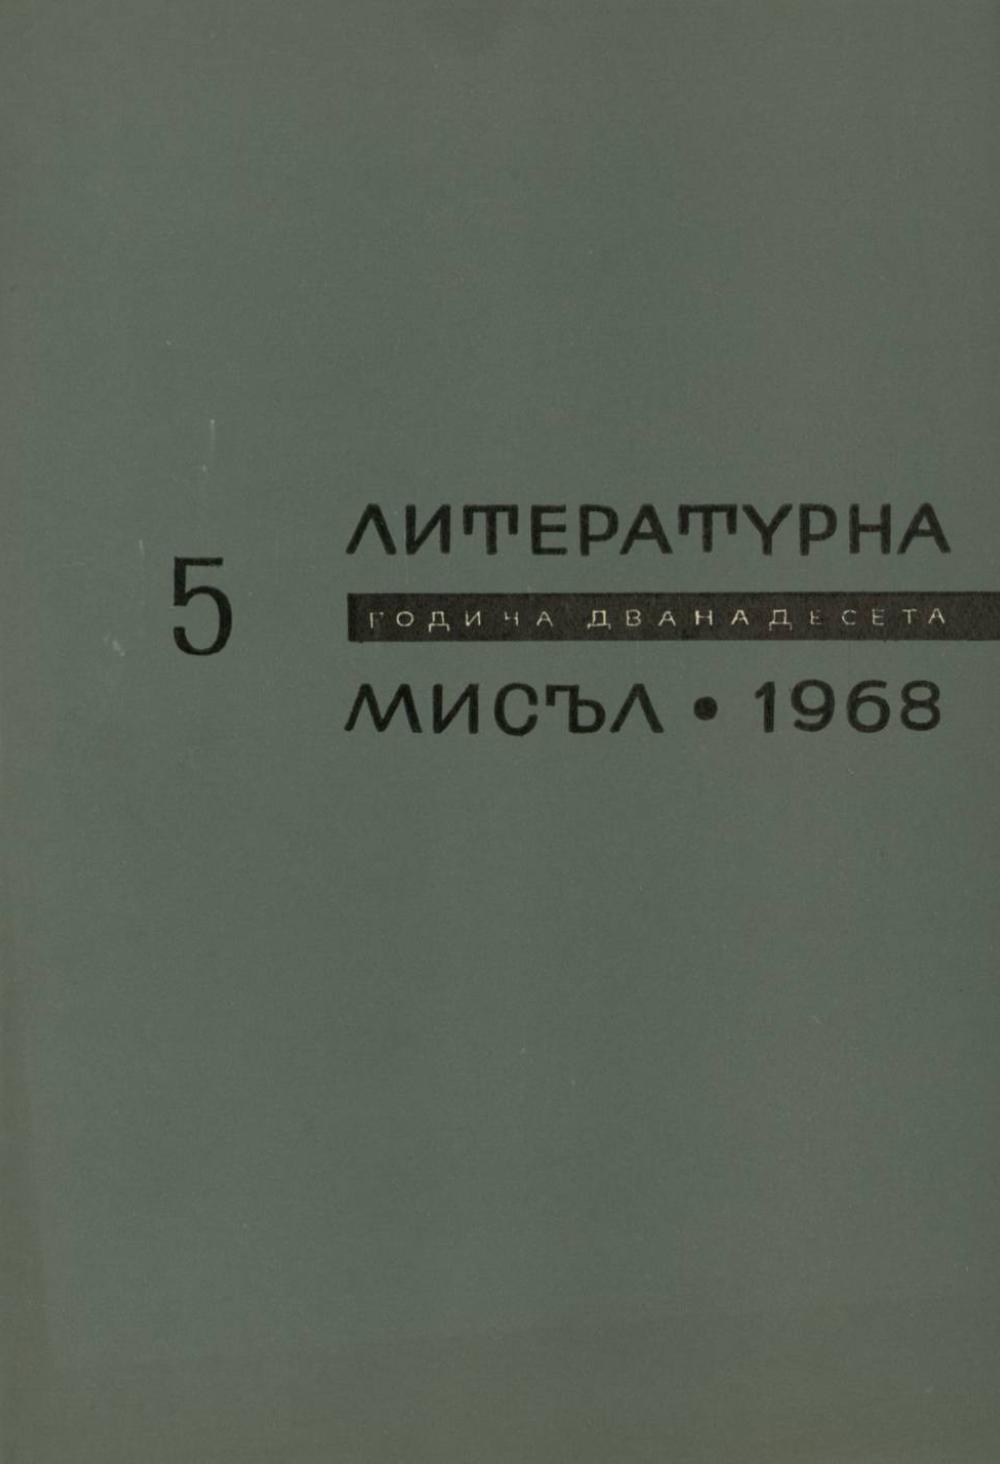 5
ЛИТЕРАТУРНА
ГОДИНА ДВАНАДЕСЕТА
МИСЪЛ • 1968